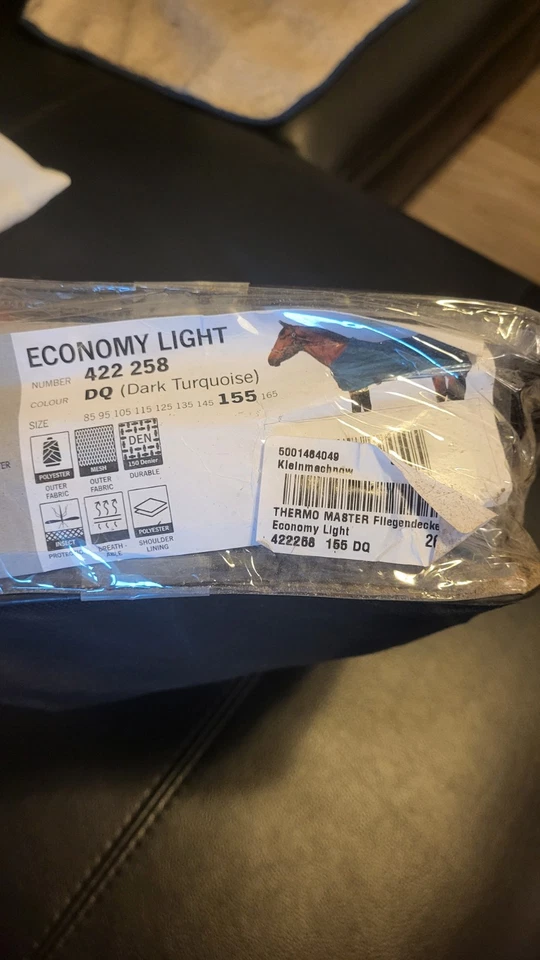 ECONOMY LIGHT
NUMBER 422 258
COLOUR DQ (Dark Turquoise)
SIZE 85 95 105 115 125 135 145 155 165
DEN
150 Denier
POLYESTER MESH
OUTER FABRIC OUTER FABRIC DURABLE
INSECT POLYESTER
SHOULDER LINING
5001464049
Kleinmachnow
THERMO MASTER Fliegendecke
Economy Light
422258 155 DQ